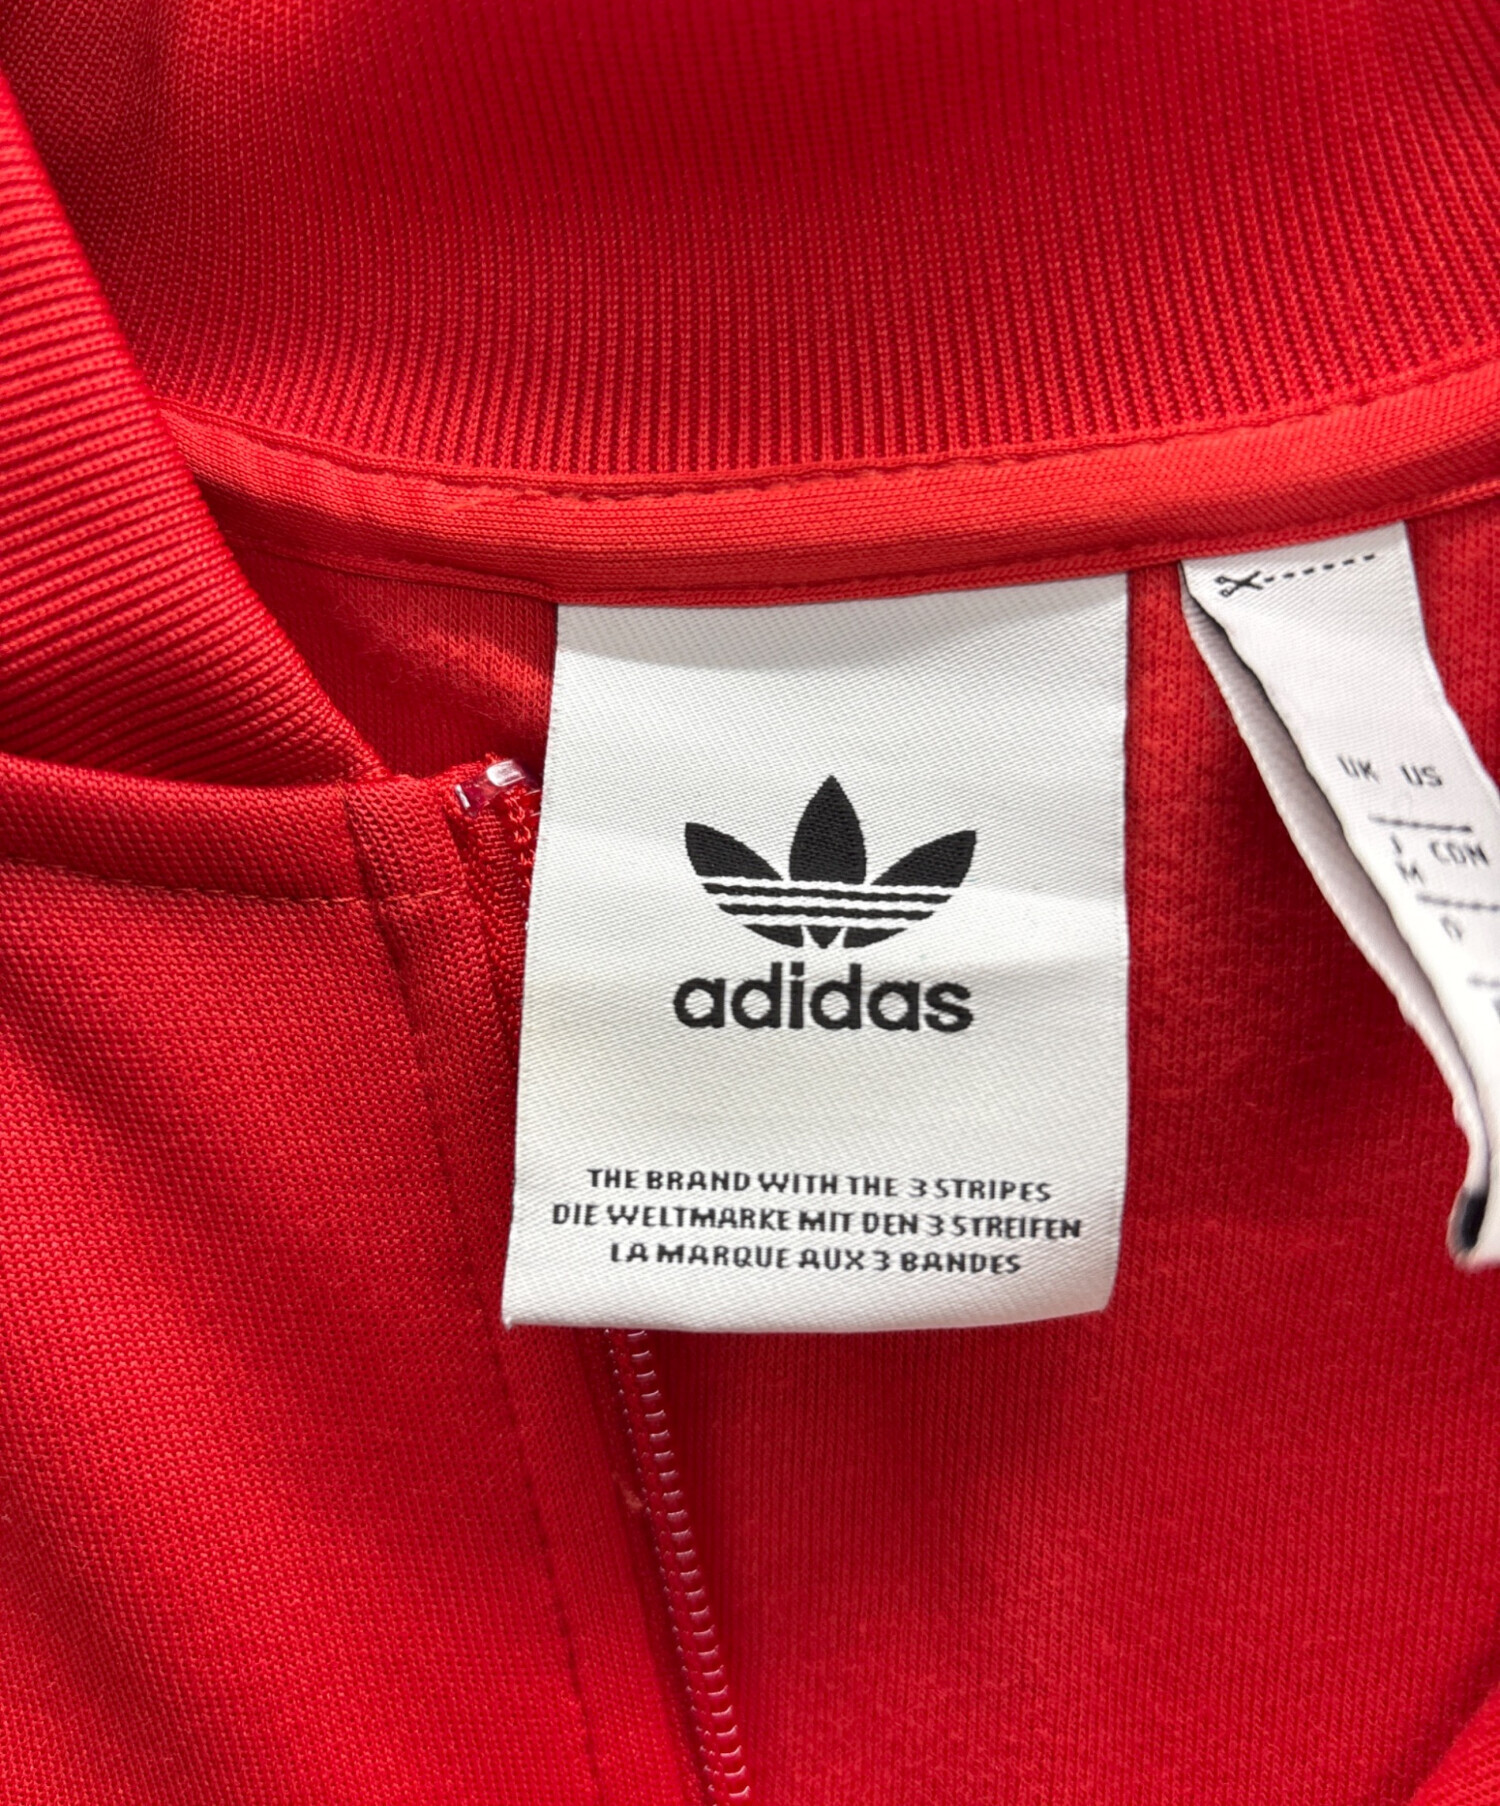 adidas
THE BRAND WITH THE 3 STRIPES
DIE WELTMARKE MIT DEN 3 STREIFEN
LA MARQUE AUX 3 BANDES
UK US
CDN
M